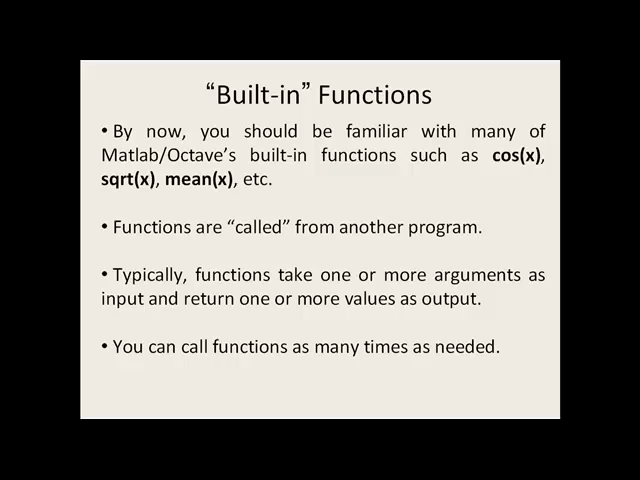 “Built-in” Functions
• By now, you should be familiar with many of
Matlab/Octave’s built-in functions such as cos(x),
sqrt(x), mean(x), etc.
• Functions are “called” from another program.
• Typically, functions take one or more arguments as
input and return one or more values as output.
• You can call functions as many times as needed.